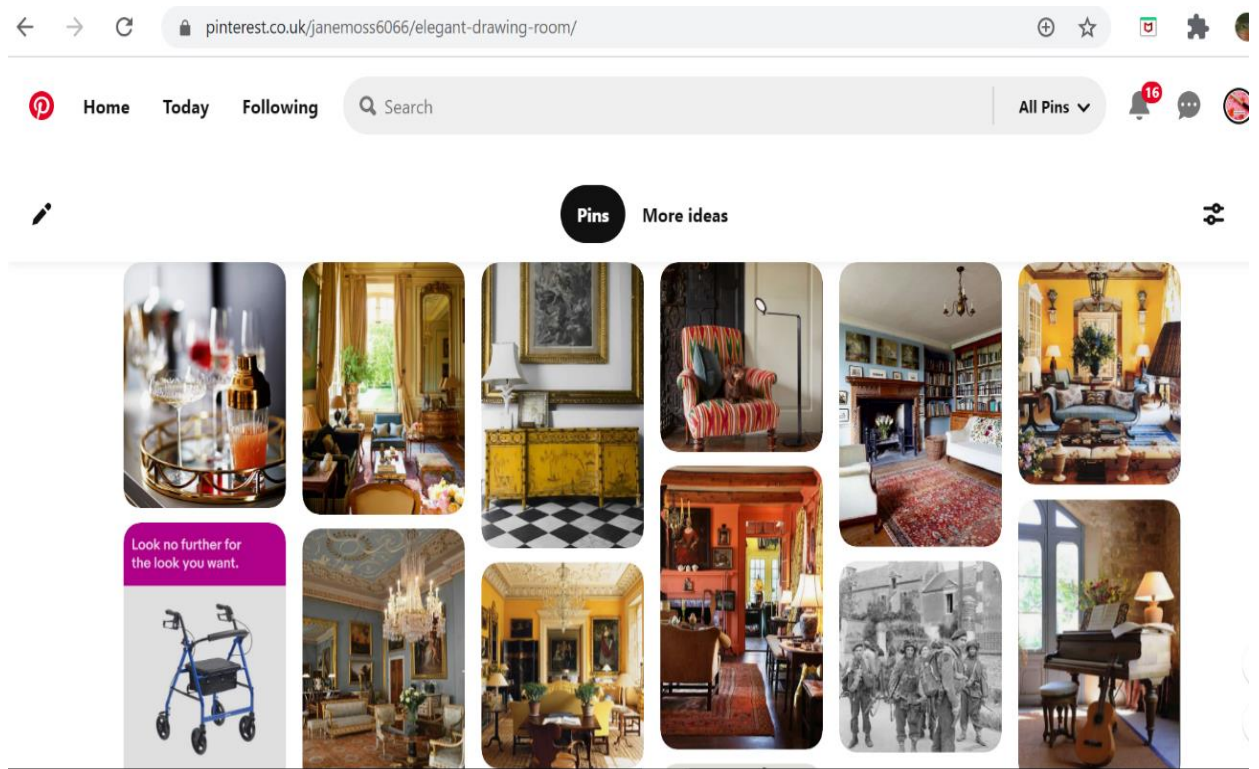 pinterest.co.uk/janemoss6066/elegant-drawing-room/
Home Today Following Search All Pins 16
Pins More ideas
Look no further for
the look you want.